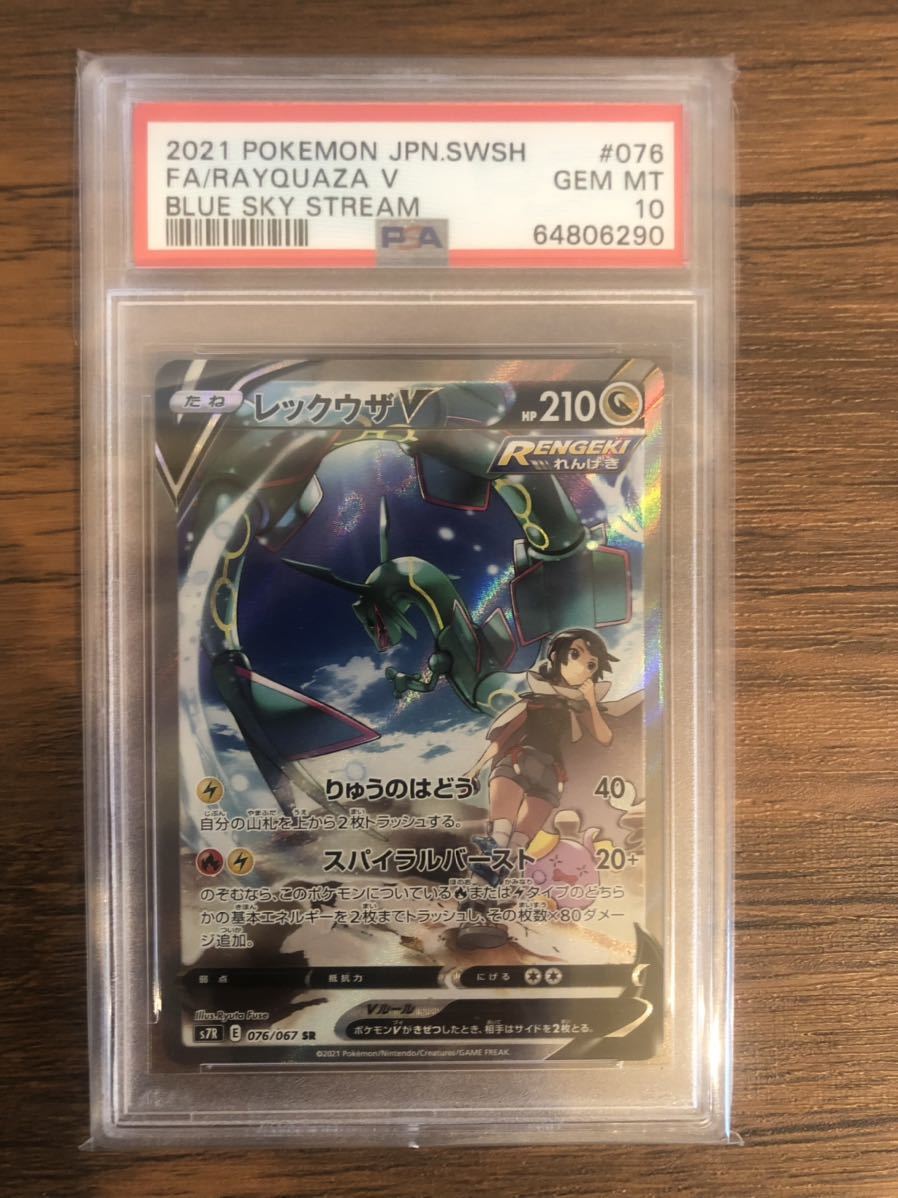 2021 POKEMON JPN.SWSH #076
FA/RAYQUAZA V GEM MT
BLUE SKY STREAM 10
PSA 64806290
たね レックウザV HP 210
RENGEKI
れんげき
りゅうのはどう 40
自分の山札を上から2枚トラッシュする。
スパイラルバースト 20+
のぞむなら、このポケモンについている または タイプのどちら
かの基本エネルギーを2枚までトラッシュし、その枚数×80ダメー
ジ追加。
弱点 抵抗力 にげる
Illus.Ryuta Fuse
Vルール
ポケモンVがきぜつしたとき、相手はサイドを2枚とる。
s7R E 076/067 SR
©2021 Pokémon/Nintendo/Creatures/GAME FREAK.